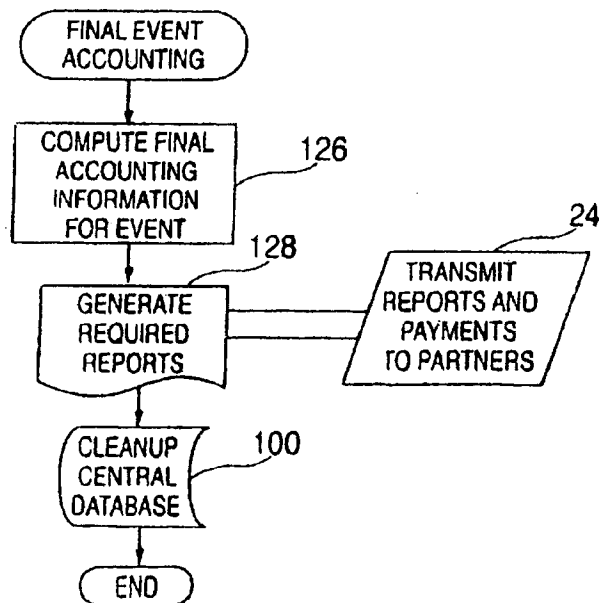 FINAL EVENT
ACCOUNTING
COMPUTE FINAL
ACCOUNTING
INFORMATION
FOR EVENT
126
128
GENERATE
REQUIRED
REPORTS
24
TRANSMIT
REPORTS AND
PAYMENTS
TO PARTNERS
CLEANUP
CENTRAL
DATABASE
100
END